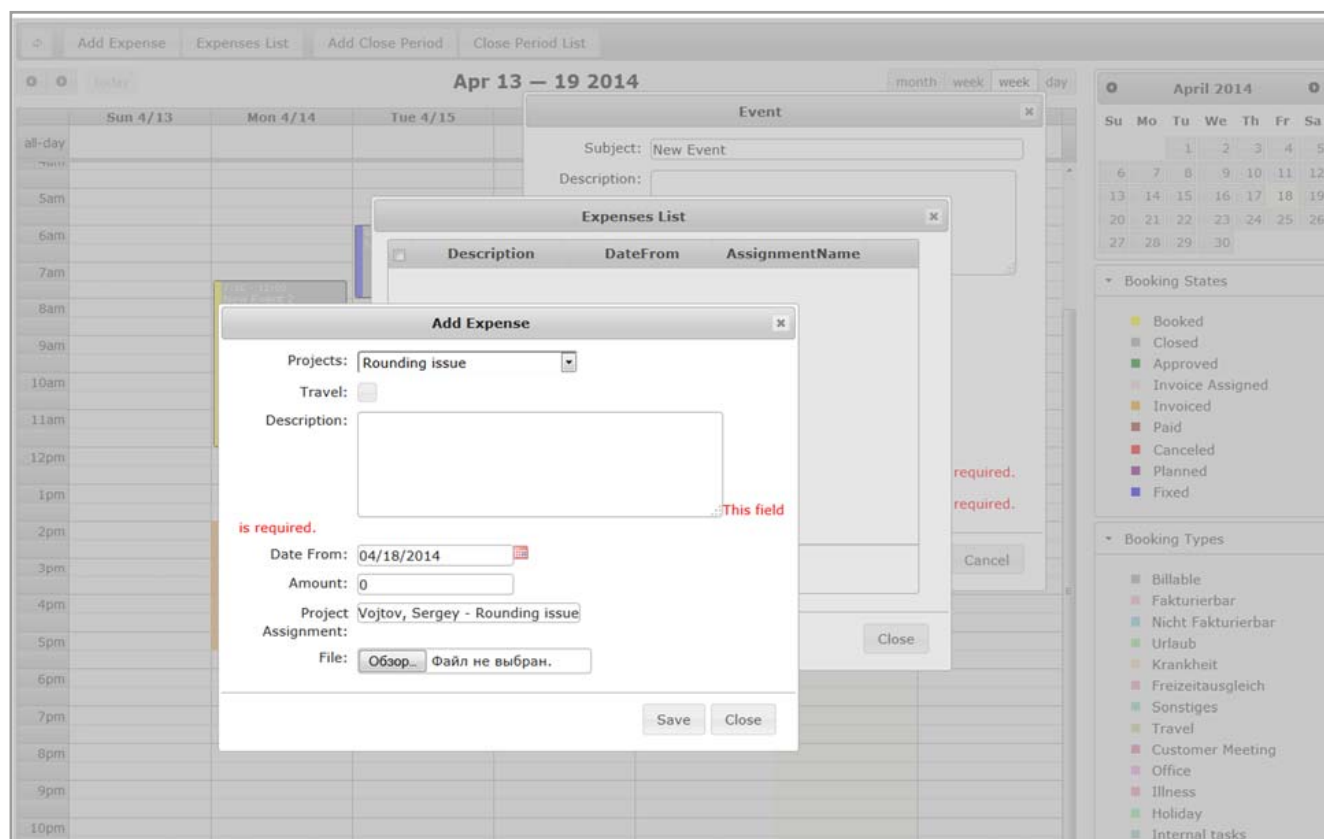 Add Expense Expenses List Add Close Period Close Period List
Apr 13 — 19 2014
today month week week day
Sun 4/13 Mon 4/14 Tue 4/15
all-day
5am
6am
7am
8am
9am
10am
11am
12pm
1pm
2pm
3pm
4pm
5pm
6pm
7pm
8pm
9pm
10pm
Event
Subject: New Event
Description:
required.
required.
Cancel
Expenses List
Description DateFrom AssignmentName
Close
Add Expense
Projects: Rounding issue
Travel:
Description:
This field
is required.
Date From: 04/18/2014
Amount: 0
Project Vojtov, Sergey - Rounding issue
Assignment:
File: Обзор... Файл не выбран.
Save Close
April 2014
Su Mo Tu We Th Fr Sa
1 2 3 4 5
6 7 8 9 10 11 12
13 14 15 16 17 18 19
20 21 22 23 24 25 26
27 28 29 30
Booking States
Booked
Closed
Approved
Invoice Assigned
Invoiced
Paid
Canceled
Planned
Fixed
Booking Types
Billable
Fakturierbar
Nicht Fakturierbar
Urlaub
Krankheit
Freizeitausgleich
Sonstiges
Travel
Customer Meeting
Office
Illness
Holiday
Internal tasks